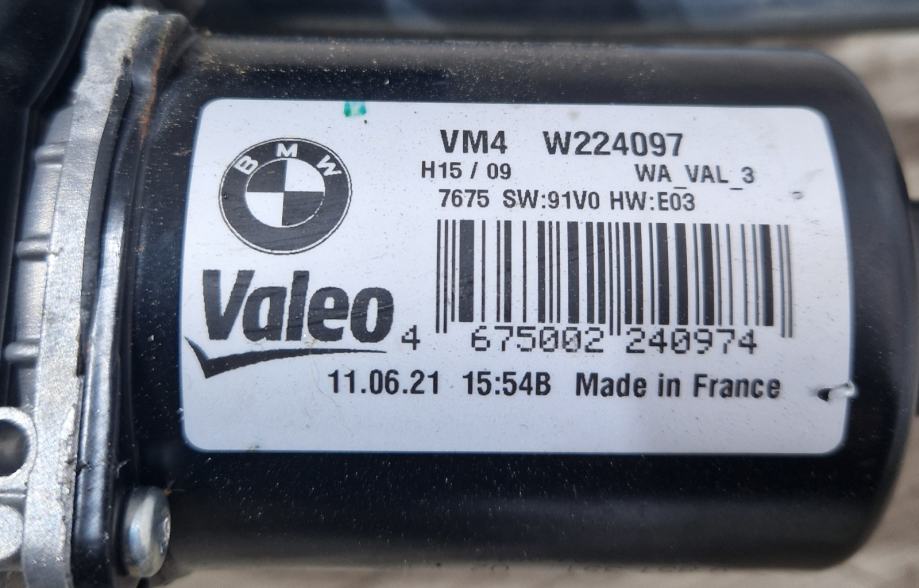 BMW
VM4 W224097
H15 / 09 WA_VAL_3
7675 SW:91V0 HW:E03
Valeo
4 675002 240974
11.06.21 15:54B Made in France